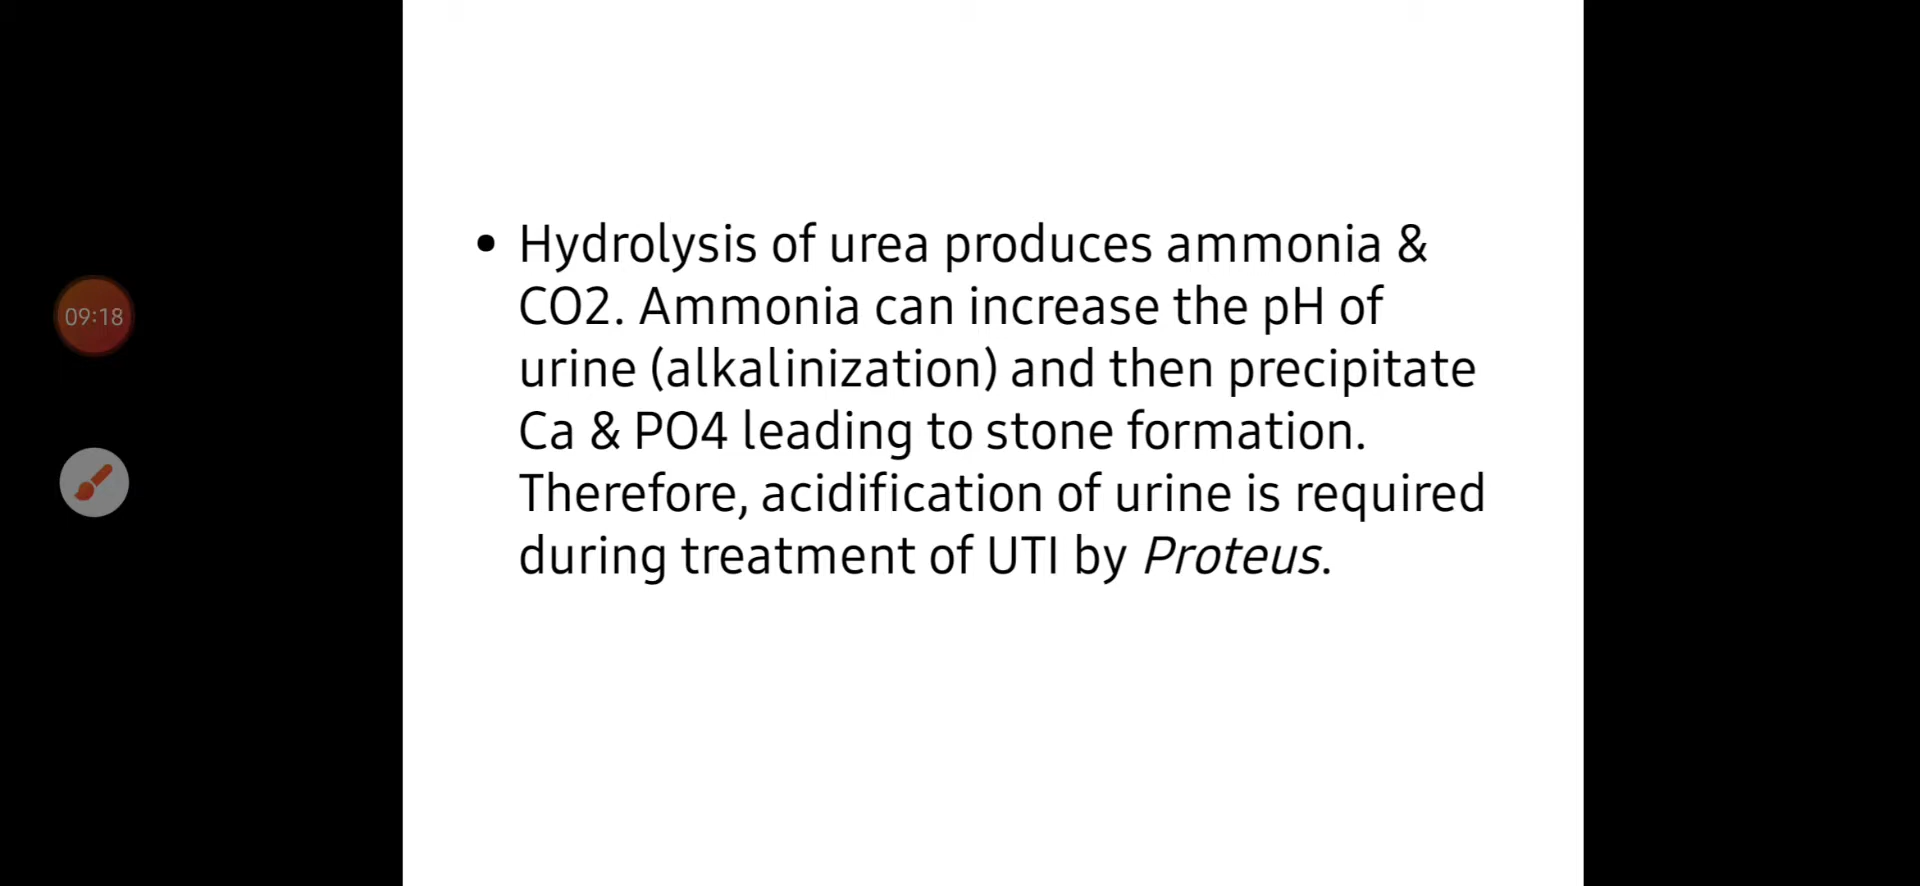 09:18
• Hydrolysis of urea produces ammonia &
CO2. Ammonia can increase the pH of
urine (alkalinization) and then precipitate
Ca & PO4 leading to stone formation.
Therefore, acidification of urine is required
during treatment of UTI by Proteus.